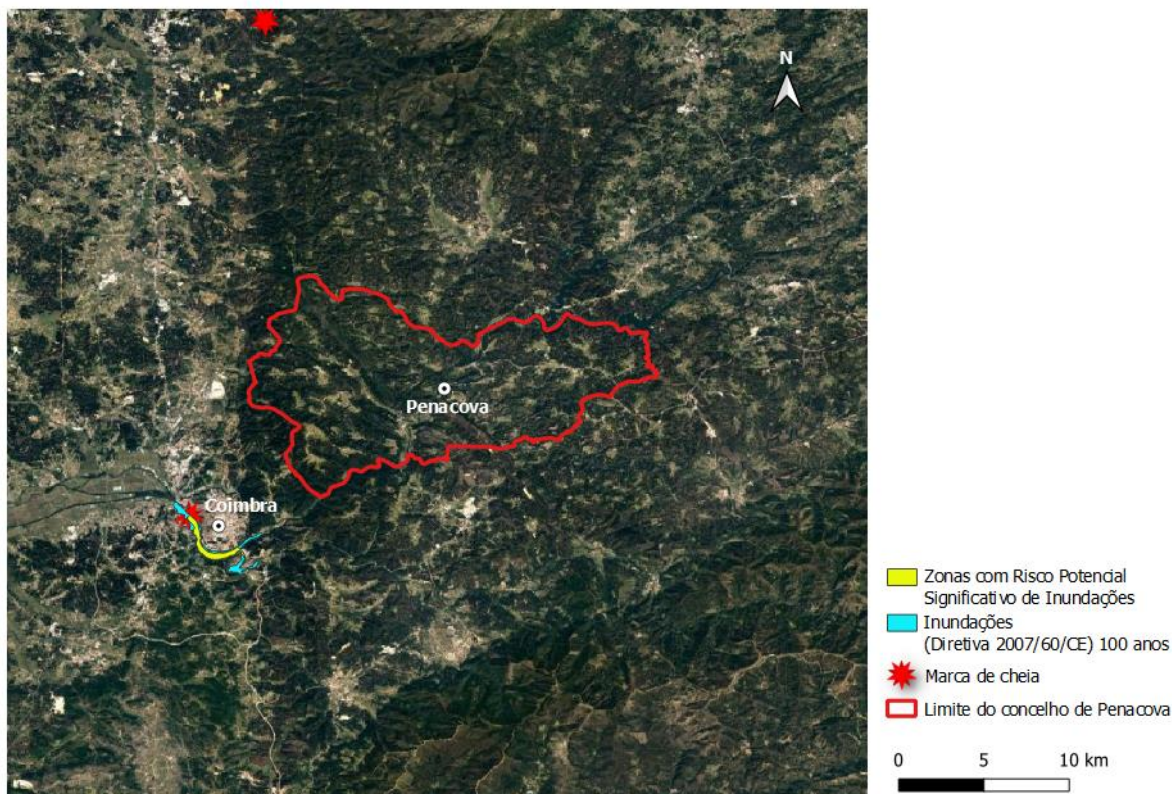 N
Penacova
Coimbra
Zonas com Risco Potencial
Significativo de Inundações
Inundações
(Diretiva 2007/60/CE) 100 anos
Marca de cheia
Limite do concelho de Penacova
0 5 10 km